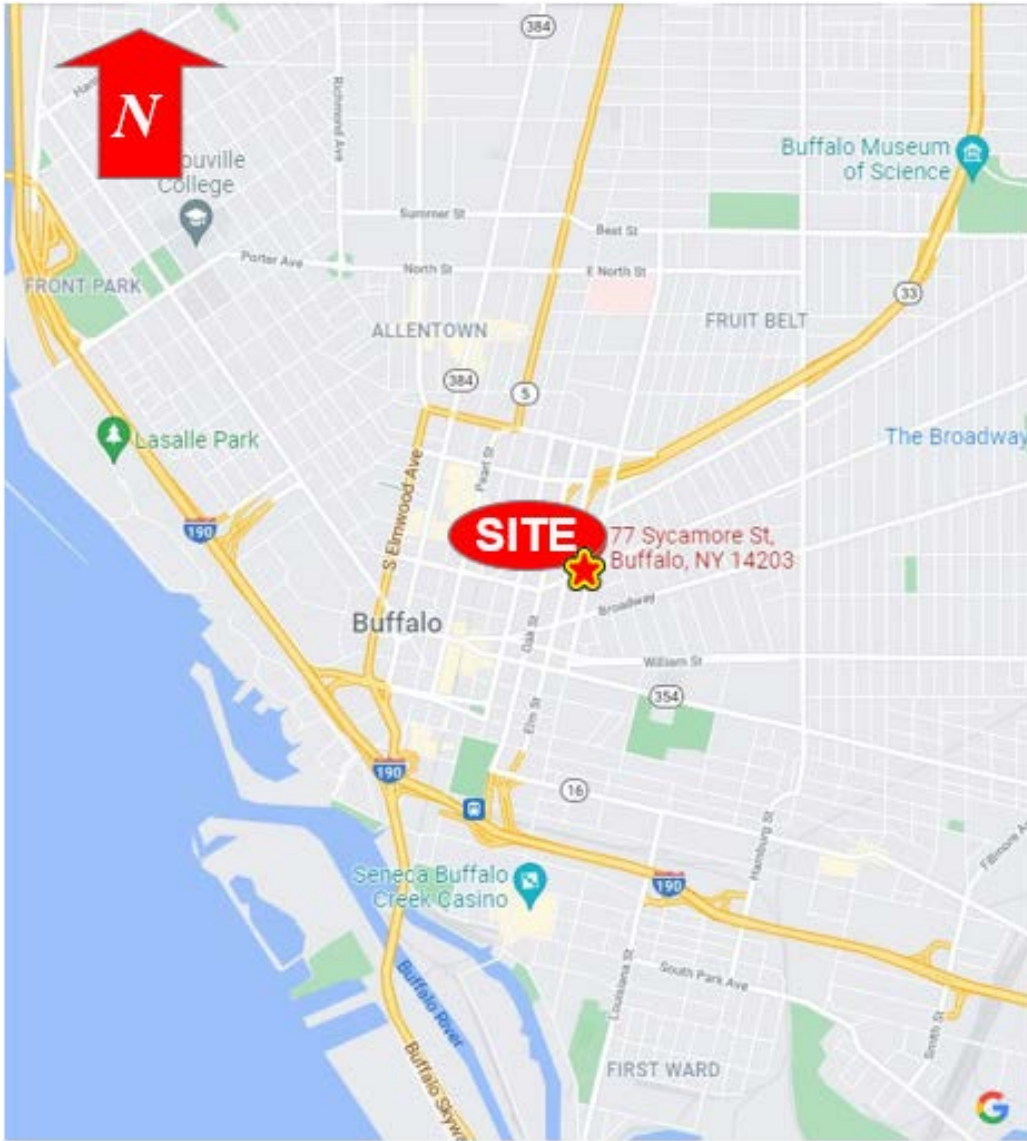 384
N
Richmond Ave
ouville
College
Buffalo Museum
of Science
Summer St
Best St
Porter Ave
North St
E North St
FRONT PARK
33
ALLENTOWN
FRUIT BELT
384
5
Lasalle Park
The Broadway
Pearl St
S Elmwood Ave
190
SITE
77 Sycamore St,
Buffalo, NY 14203
Broadway
Buffalo
Oak St
William St
354
Elm St
190
16
Hamburg St
Fillmore A
Seneca Buffalo
Creek Casino
190
Louisiana St
South Park Ave
Buffalo River
Smith St
Buffalo Skyway
FIRST WARD
G